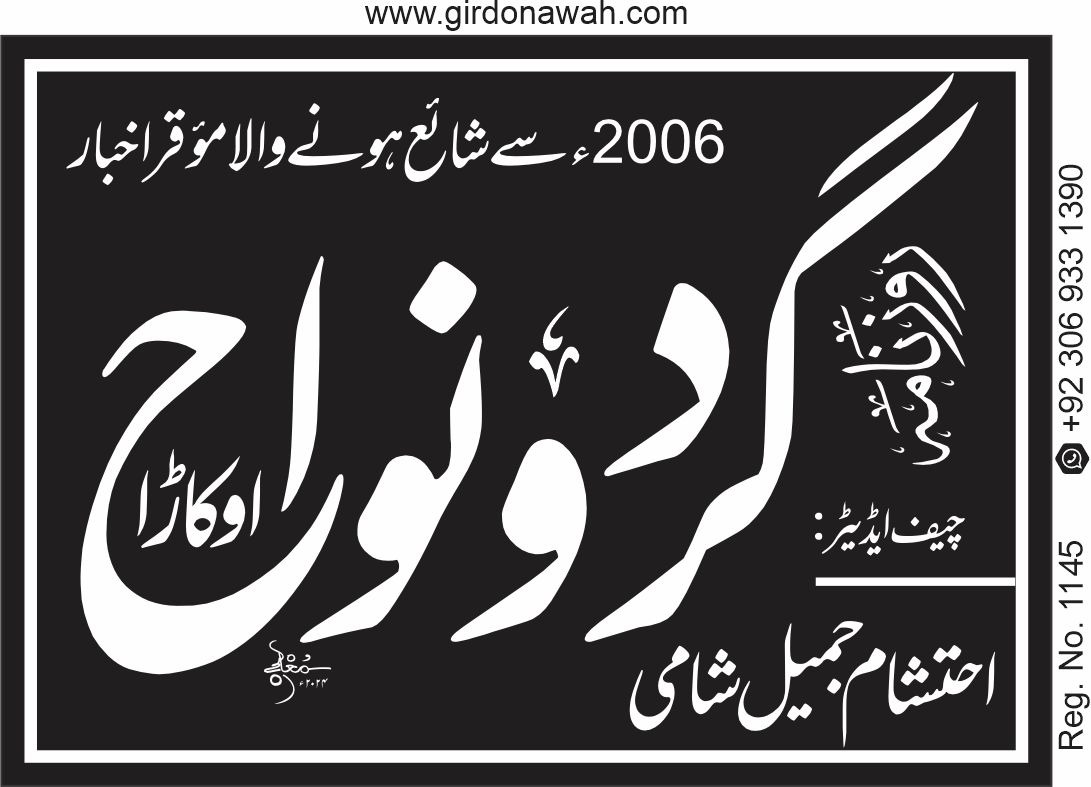 www.girdonawah.com
2006ء سے شائع ہونے والا مؤقر اخبار
روزنامہ
گردونواح
اوکاڑا
چیف ایڈیٹر:
احتشام جمیل شامی
۲۰۲۴ء
+92 306 933 1390
Reg. No. 1145